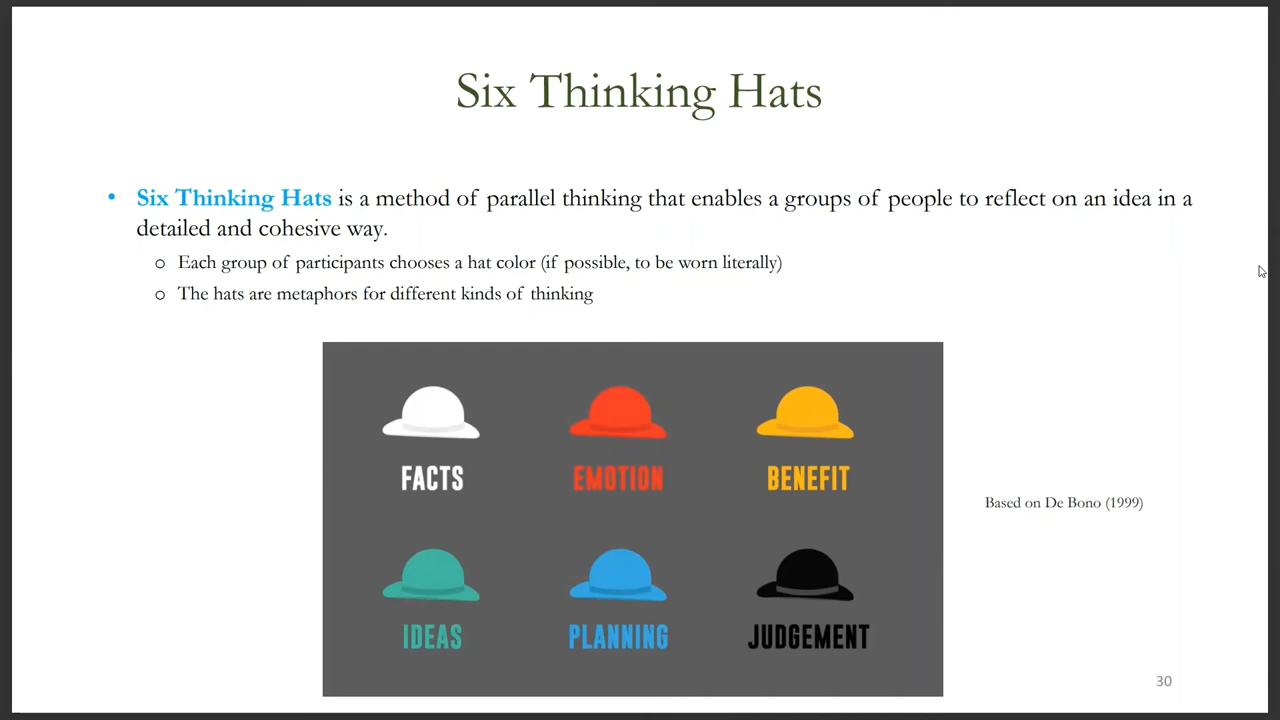 Six Thinking Hats
• Six Thinking Hats is a method of parallel thinking that enables a groups of people to reflect on an idea in a
detailed and cohesive way.
o Each group of participants chooses a hat color (if possible, to be worn literally)
o The hats are metaphors for different kinds of thinking
FACTS
EMOTION
BENEFIT
Based on De Bono (1999)
IDEAS
PLANNING
JUDGEMENT
30